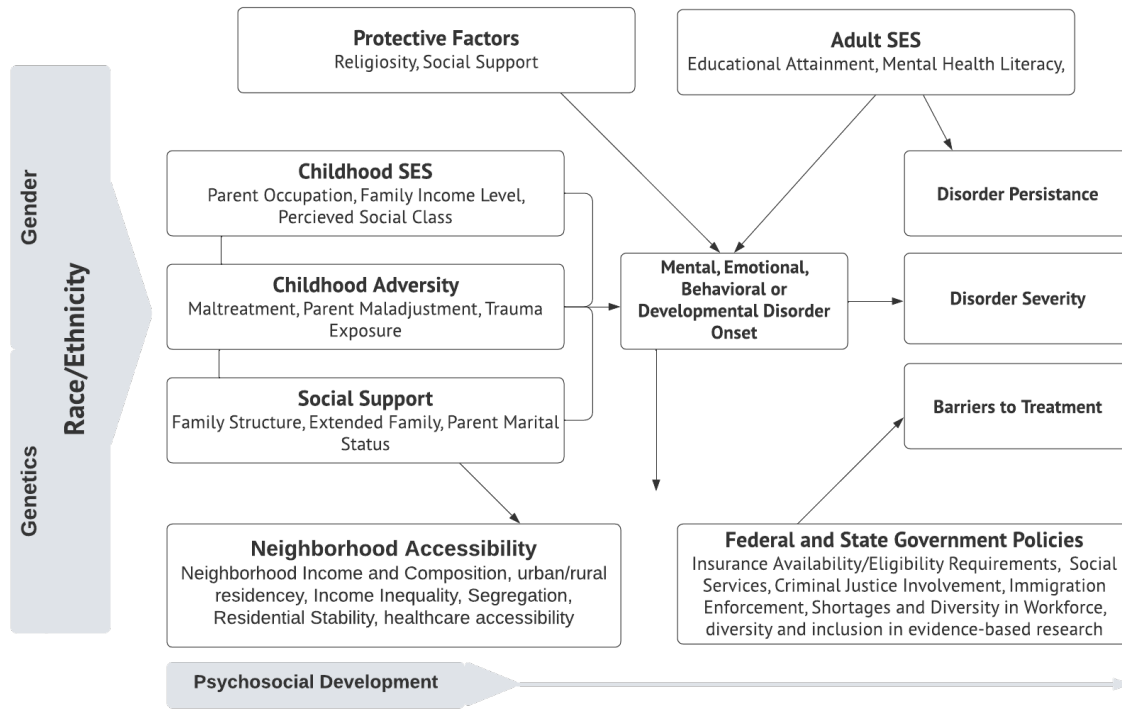 Protective Factors
Religiosity, Social Support
Adult SES
Educational Attainment, Mental Health Literacy,
Gender
Race/Ethnicity
Genetics
Childhood SES
Parent Occupation, Family Income Level,
Percieved Social Class
Childhood Adversity
Maltreatment, Parent Maladjustment, Trauma
Exposure
Social Support
Family Structure, Extended Family, Parent Marital
Status
Mental, Emotional,
Behavioral or
Developmental Disorder
Onset
Disorder Persistance
Disorder Severity
Barriers to Treatment
Neighborhood Accessibility
Neighborhood Income and Composition, urban/rural
residencey, Income Inequality, Segregation,
Residential Stability, healthcare accessibility
Federal and State Government Policies
Insurance Availability/Eligibility Requirements, Social
Services, Criminal Justice Involvement, Immigration
Enforcement, Shortages and Diversity in Workforce,
diversity and inclusion in evidence-based research
Psychosocial Development